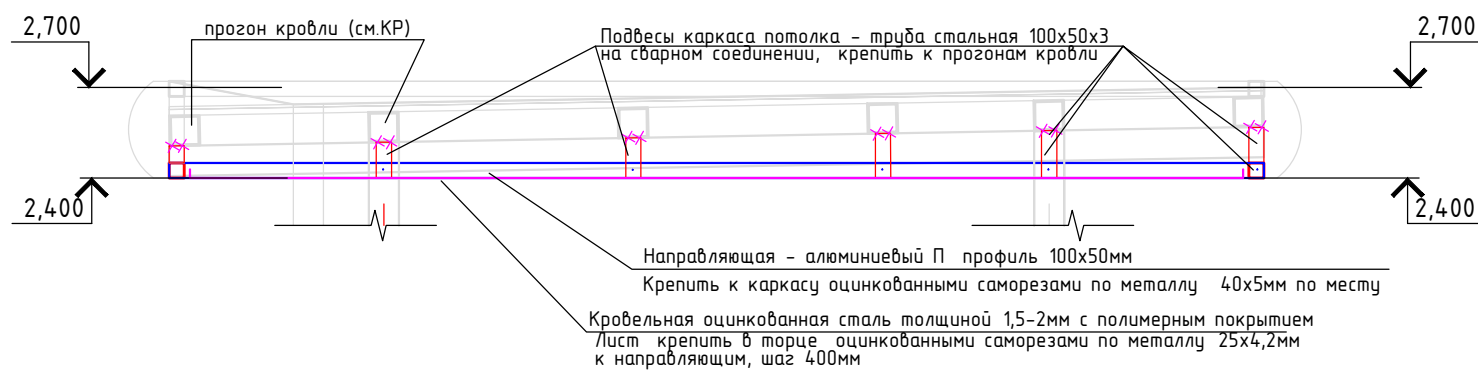 2,700
прогон кровли (см.КР)
Подвесы каркаса потолка - труба стальная 100х50х3
на сварном соединении, крепить к прогонам кровли
2,700
2,400
2,400
Направляющая - алюминиевый П профиль 100х50мм
Крепить к каркасу оцинкованными саморезами по металлу 40х5мм по месту
Кровельная оцинкованная сталь толщиной 1,5-2мм с полимерным покрытием
Лист крепить в торце оцинкованными саморезами по металлу 25х4,2мм
к направляющим, шаг 400мм